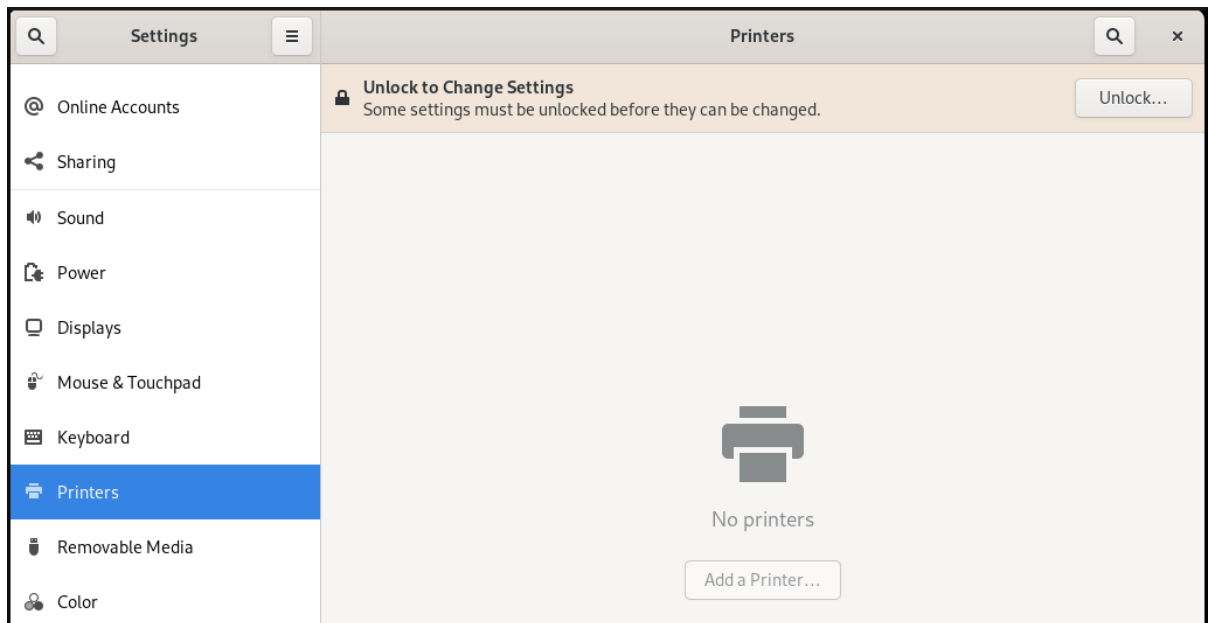 Settings
Printers
Unlock to Change Settings
Some settings must be unlocked before they can be changed.
Unlock...
Online Accounts
Sharing
Sound
Power
Displays
Mouse & Touchpad
Keyboard
Printers
Removable Media
Color
No printers
Add a Printer...